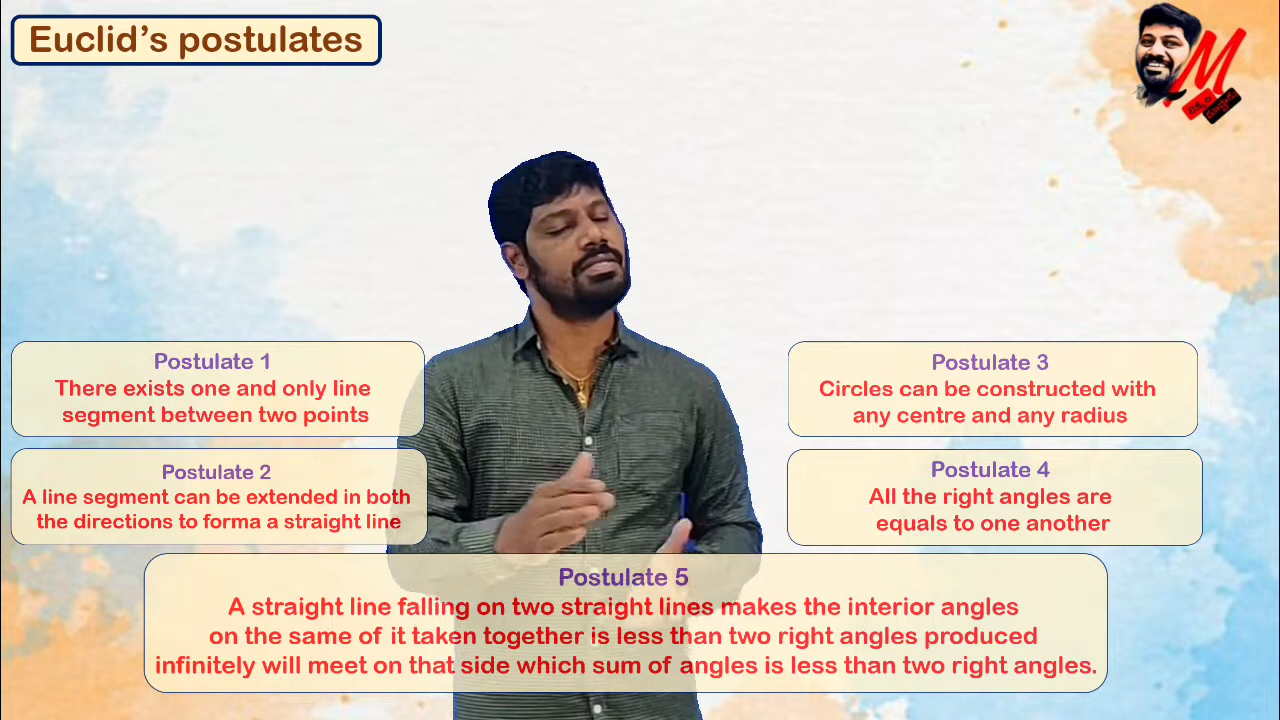 Euclid's postulates
M
Postulate 1
There exists one and only line
segment between two points
Postulate 2
A line segment can be extended in both
the directions to forma a straight line
Postulate 3
Circles can be constructed with
any centre and any radius
Postulate 4
All the right angles are
equals to one another
Postulate 5
A straight line falling on two straight lines makes the interior angles
on the same of it taken together is less than two right angles produced
infinitely will meet on that side which sum of angles is less than two right angles.